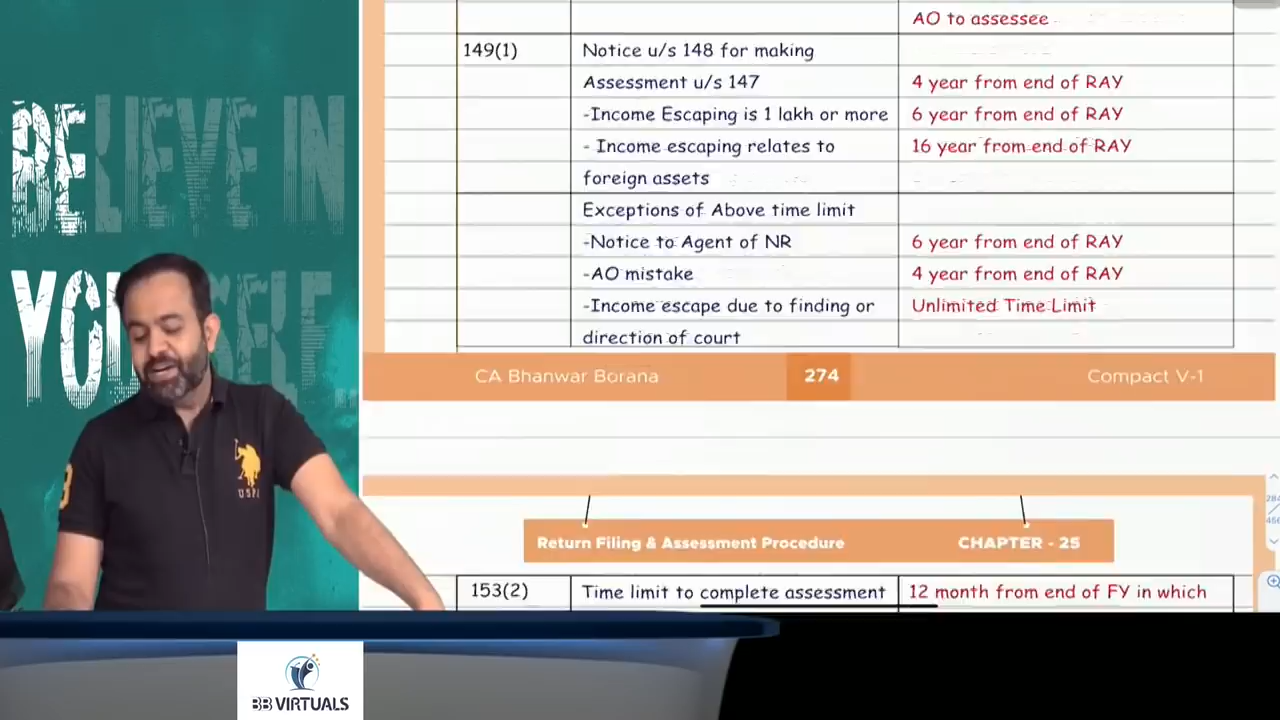 BELIEVE IN
YOURSELF
USPA
3
AO to assessee
149(1) Notice u/s 148 for making
Assessment u/s 147 4 year from end of RAY
-Income Escaping is 1 lakh or more 6 year from end of RAY
- Income escaping relates to 16 year from end of RAY
foreign assets
Exceptions of Above time limit
-Notice to Agent of NR 6 year from end of RAY
-AO mistake 4 year from end of RAY
-Income escape due to finding or Unlimited Time Limit
direction of court
CA Bhanwar Borana 274 Compact V-1
Return Filing & Assessment Procedure CHAPTER - 25
153(2) Time limit to complete assessment 12 month from end of FY in which
BB VIRTUALS